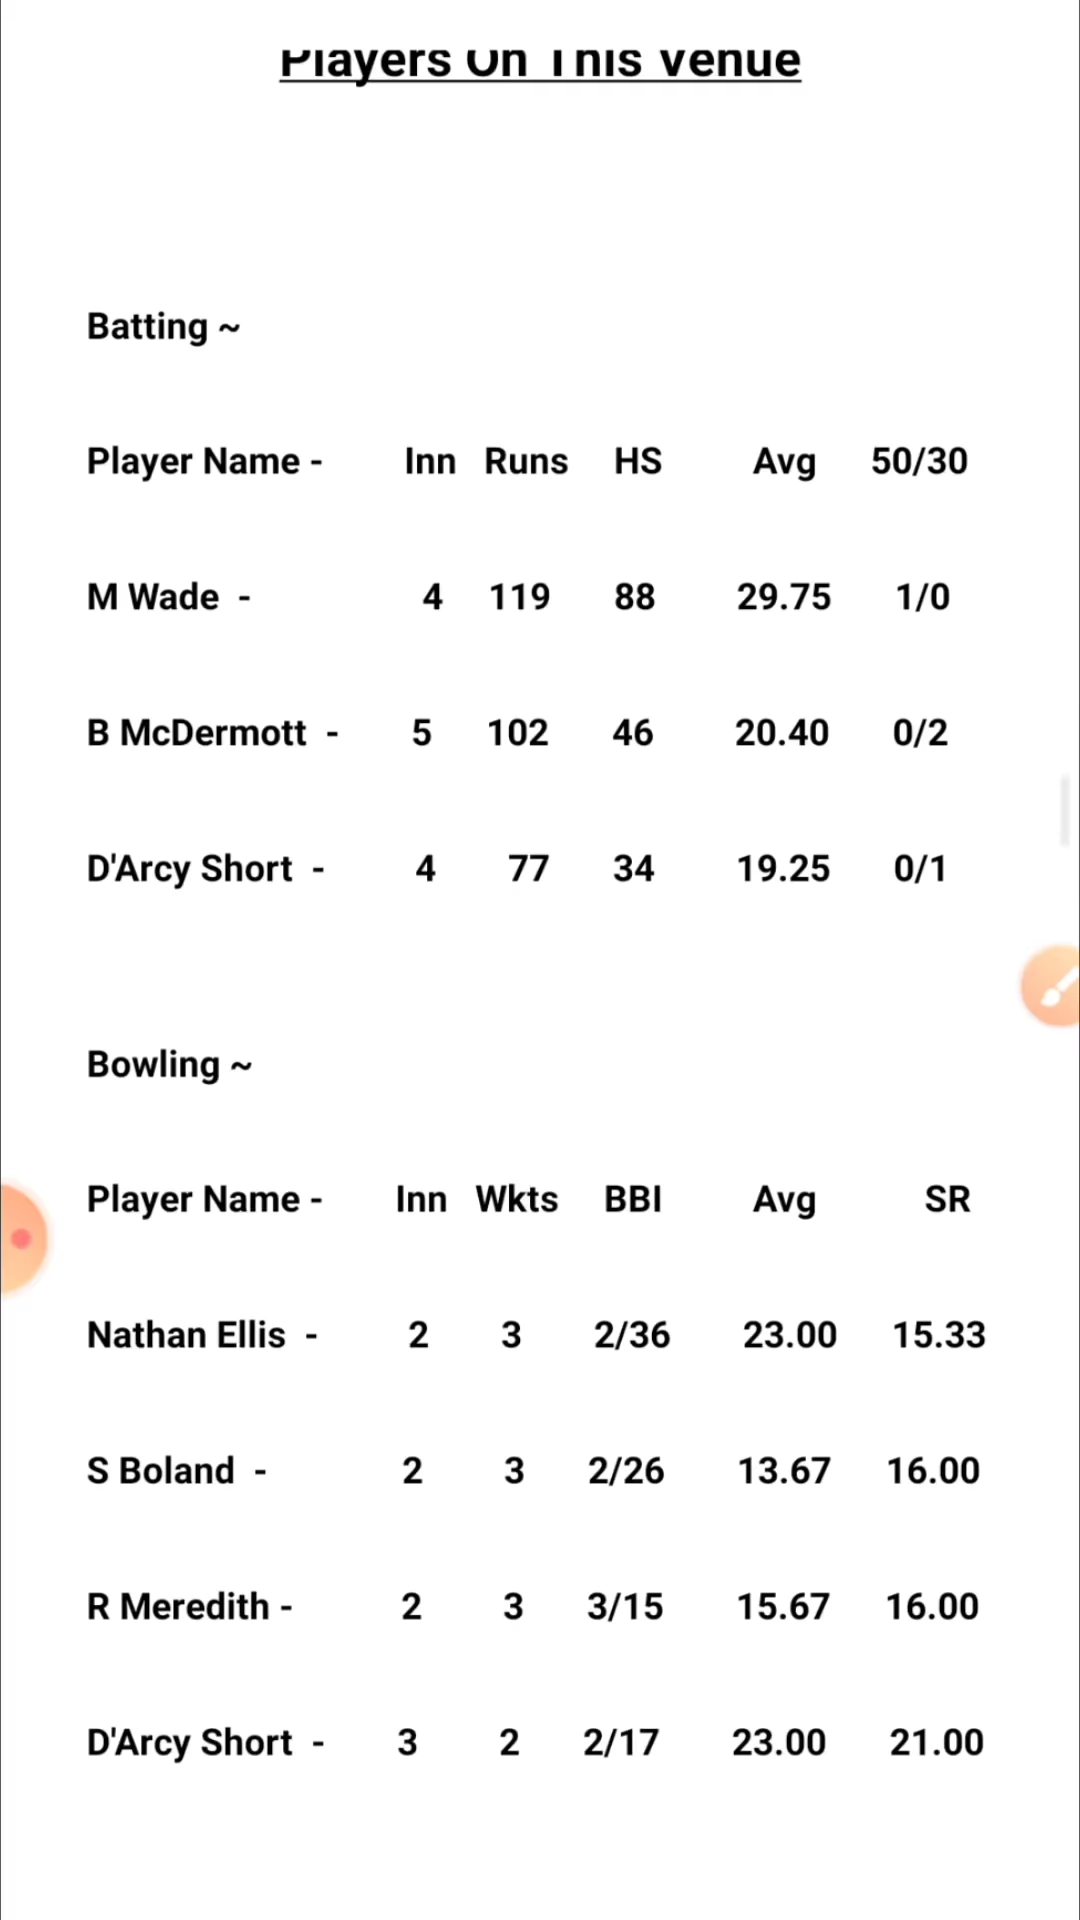 Players On This Venue
Batting ~
Player Name - Inn Runs HS Avg 50/30
M Wade - 4 119 88 29.75 1/0
B McDermott - 5 102 46 20.40 0/2
D'Arcy Short - 4 77 34 19.25 0/1
Bowling ~
Player Name - Inn Wkts BBI Avg SR
Nathan Ellis - 2 3 2/36 23.00 15.33
S Boland - 2 3 2/26 13.67 16.00
R Meredith - 2 3 3/15 15.67 16.00
D'Arcy Short - 3 2 2/17 23.00 21.00